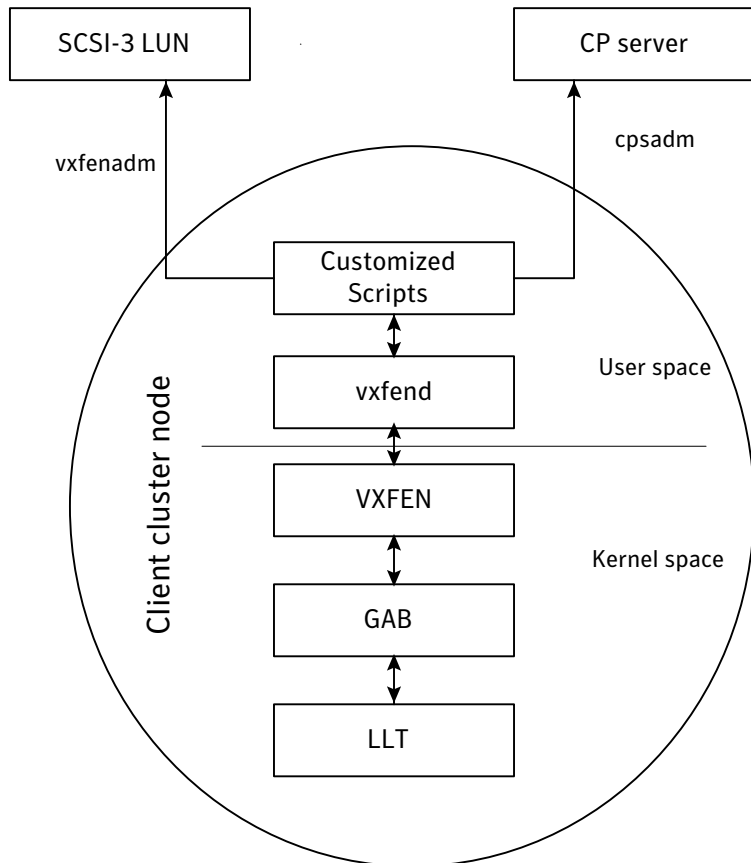 SCSI-3 LUN
CP server
vxfenadm
cpsadm
Customized
Scripts
vxfend
User space
Client cluster node
VXFEN
Kernel space
GAB
LLT